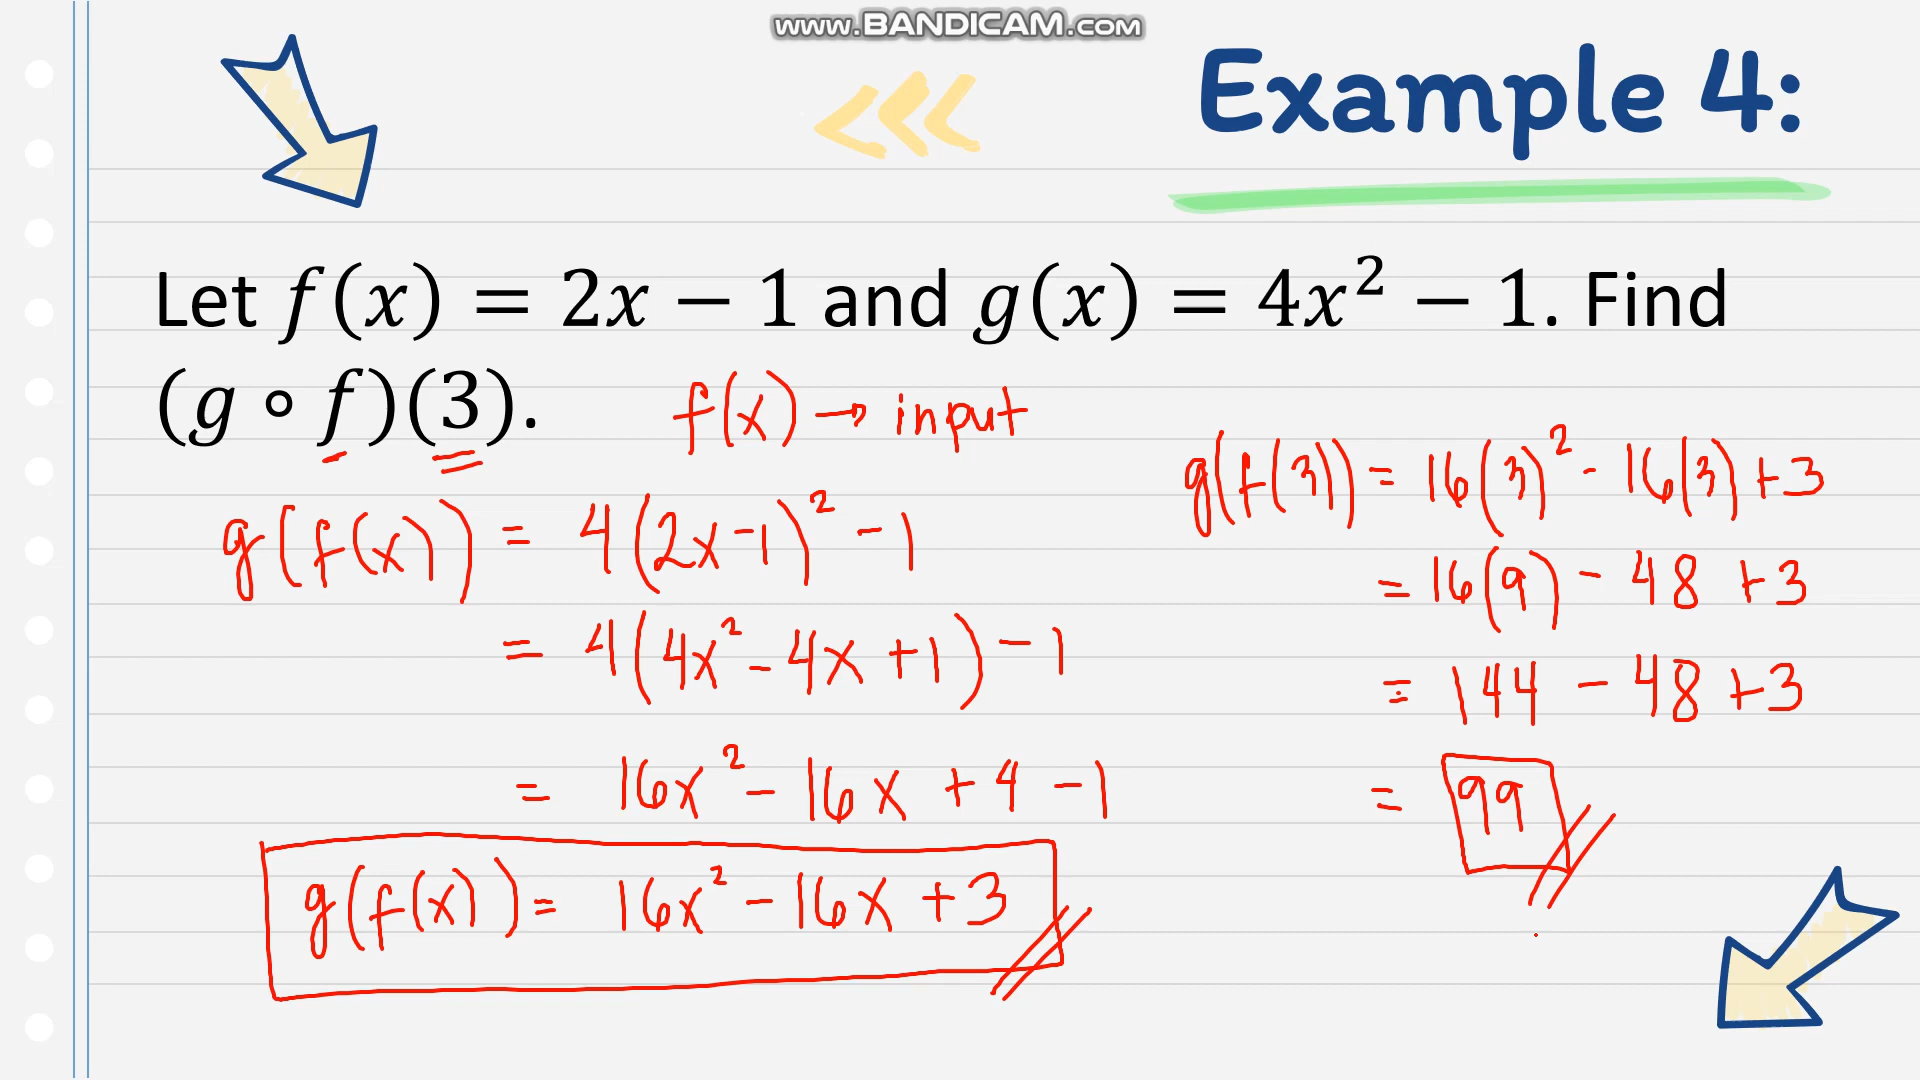 www.BANDICAM.com
Example 4:
Let f(x) = 2x − 1 and g(x) = 4x² − 1. Find
(g ∘ f)(3).
f(x) → input
g(f(x)) = 4(2x-1)² - 1
= 4(4x² - 4x + 1) - 1
= 16x² - 16x + 4 - 1
g(f(x)) = 16x² - 16x + 3
g(f(3)) = 16(3)² - 16(3) + 3
= 16(9) - 48 + 3
= 144 - 48 + 3
= 99